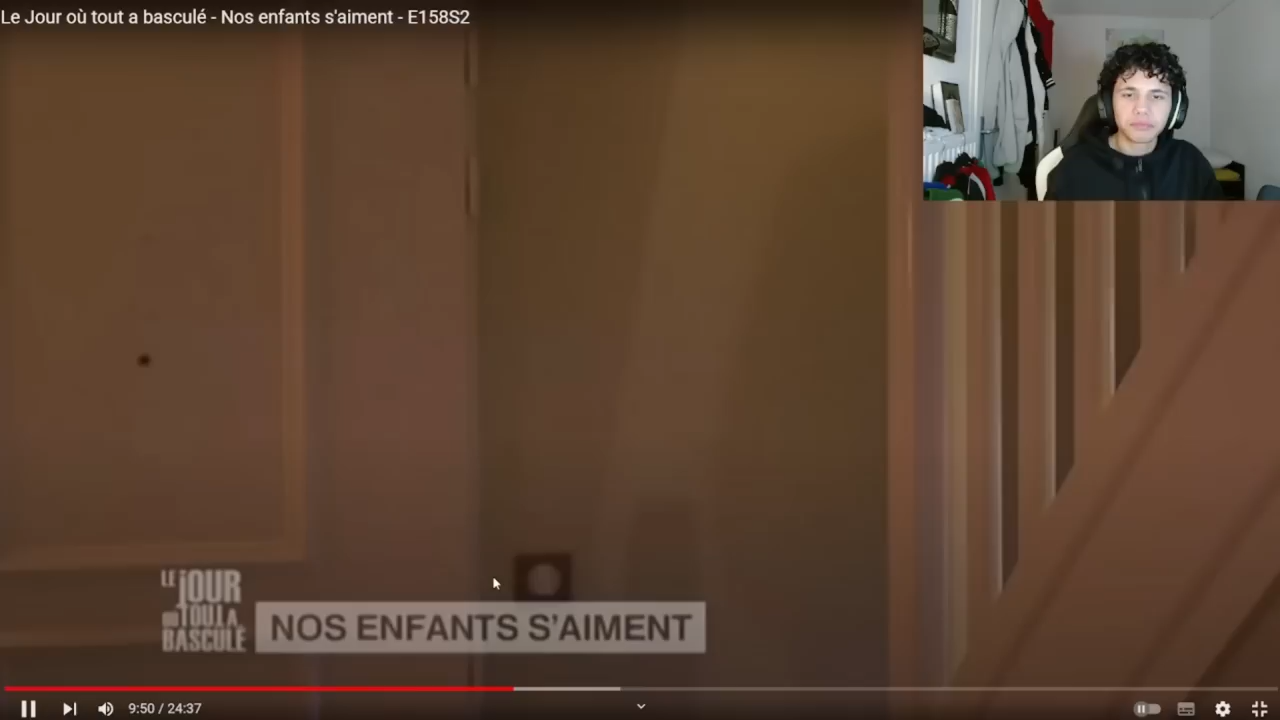 Le Jour où tout a basculé - Nos enfants s'aiment - E158S2
LE JOUR
OÙ TOUT A
BASCULÉ
NOS ENFANTS S'AIMENT
9:50 / 24:37